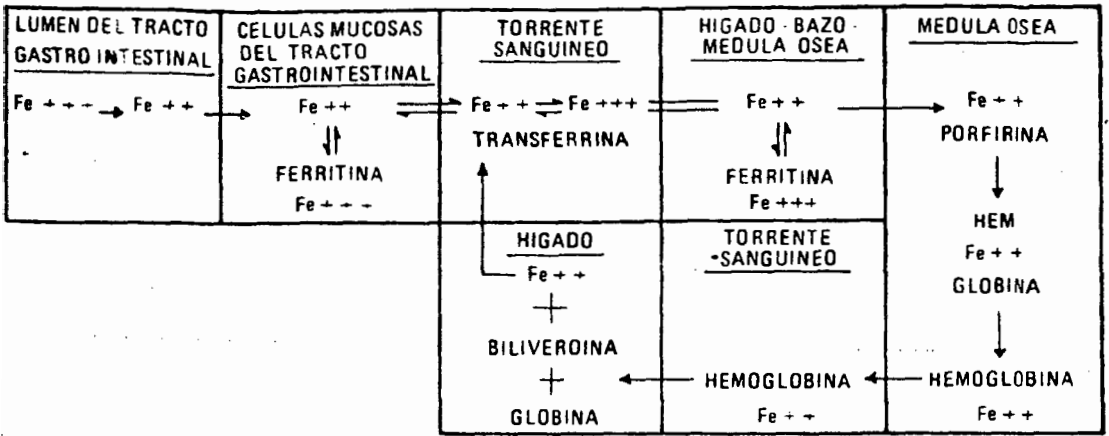 LUMEN DEL TRACTO
GASTRO INTESTINAL
Fe + + + → Fe + +
CELULAS MUCOSAS
DEL TRACTO
GASTROINTESTINAL
Fe + +
FERRITINA
Fe + + +
TORRENTE
SANGUINEO
Fe + + ⇌ Fe + + +
TRANSFERRINA
HIGADO - BAZO -
MEDULA OSEA
Fe + +
FERRITINA
Fe + + +
MEDULA OSEA
Fe + +
PORFIRINA
HEM
Fe + +
GLOBINA
HEMOGLOBINA
Fe + +
TORRENTE
SANGUINEO
HEMOGLOBINA
Fe + +
HIGADO
Fe + +
+
BILIVEROINA
+
GLOBINA